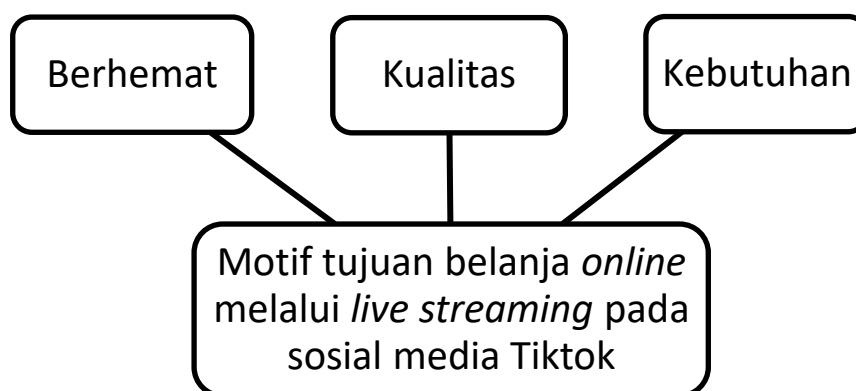 Berhemat
Kualitas
Kebutuhan
Motif tujuan belanja online
melalui live streaming pada
sosial media Tiktok